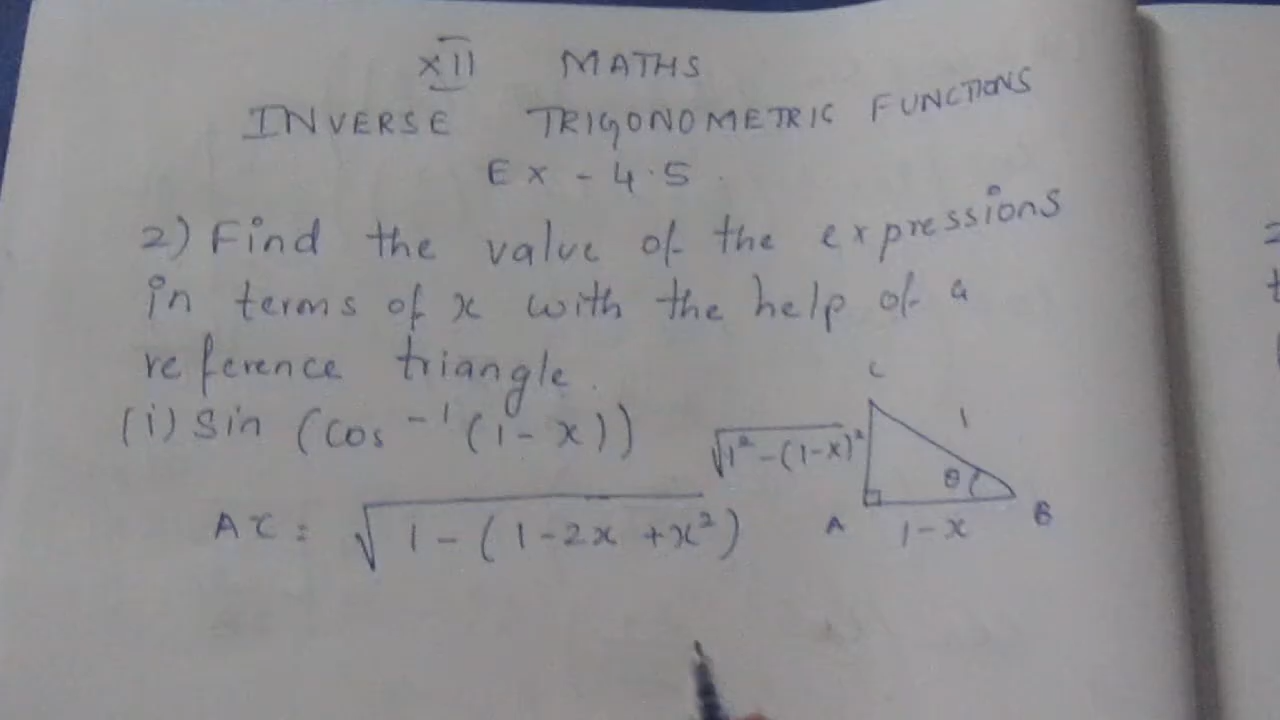 XII MATHS
INVERSE TRIGONOMETRIC FUNCTIONS
Ex - 4.5.
2) Find the value of the expressions
in terms of x with the help of a
reference triangle.
(i) sin (cos⁻¹(1-x))
C
√1²-(1-x)²
1
θ
A
1-x
B
AC = √1-(1-2x+x²)